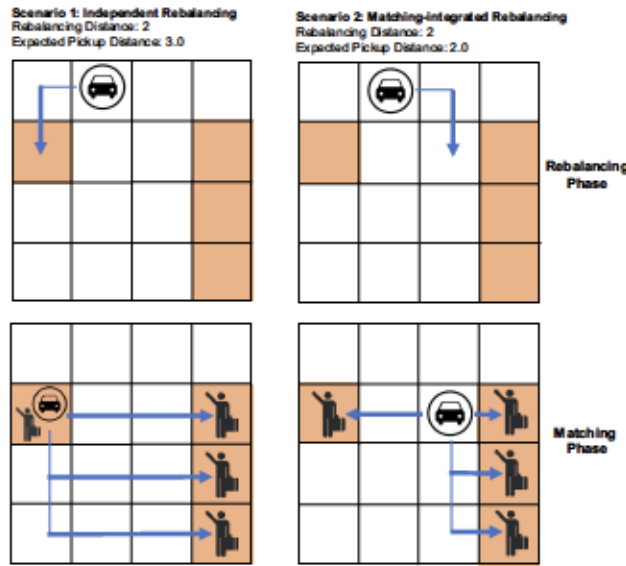 Scenario 1: Independent Rebalancing
Rebalancing Distance: 2
Expected Pickup Distance: 3.0
Scenario 2: Matching-integrated Rebalancing
Rebalancing Distance: 2
Expected Pickup Distance: 2.0
Rebalancing
Phase
Matching
Phase